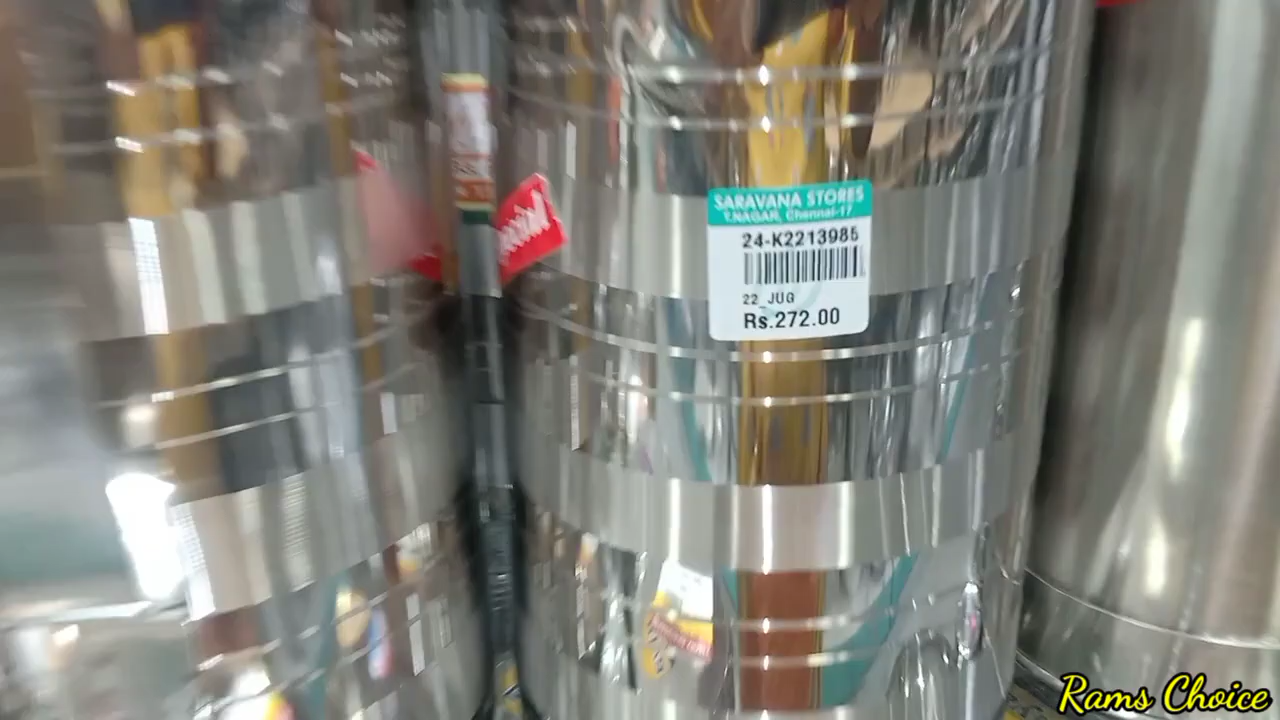 SARAVANA STORES
T.NAGAR, Chennai-17
24-K2213985
22_JUG
Rs.272.00
Rams Choice